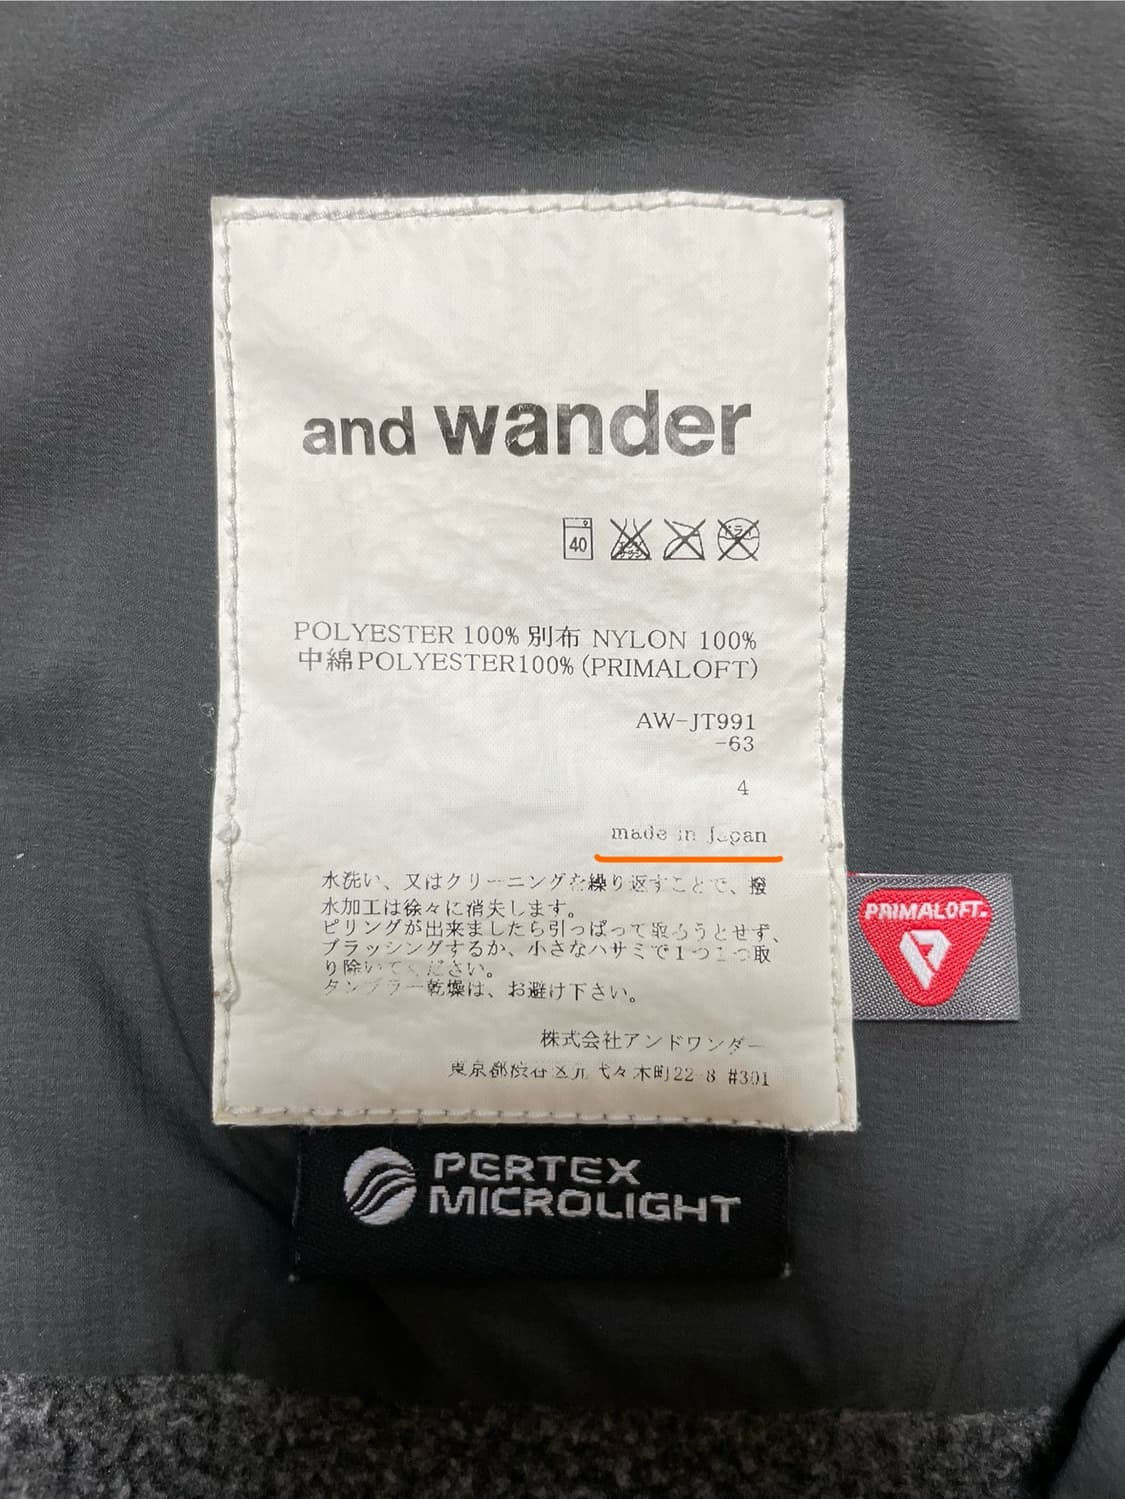 and wander
40
POLYESTER 100% 別布 NYLON 100%
中綿POLYESTER100% (PRIMALOFT)
AW-JT991
-63
4
made in Japan
水洗い、又はクリーニングを繰り返すことで、撥
水加工は徐々に消失します。
ピリングが出来ましたら引っぱって取ろうとせず、
ブラッシングするか、小さなハサミで1つ1つ取
り除いてください。
タンブラー乾燥は、お避け下さい。
株式会社アンドワンダー
東京都渋谷区元代々木町22-8 #301
PRIMALOFT
PERTEX
MICROLIGHT